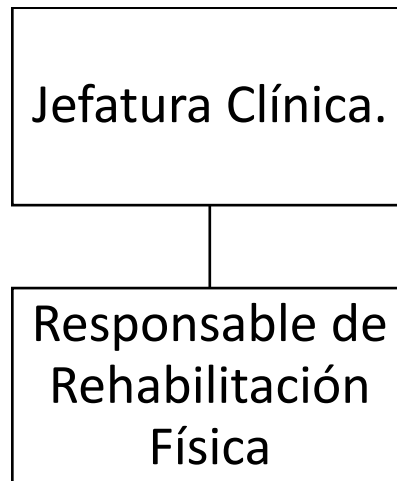 Jefatura Clínica.
Responsable de
Rehabilitación
Física